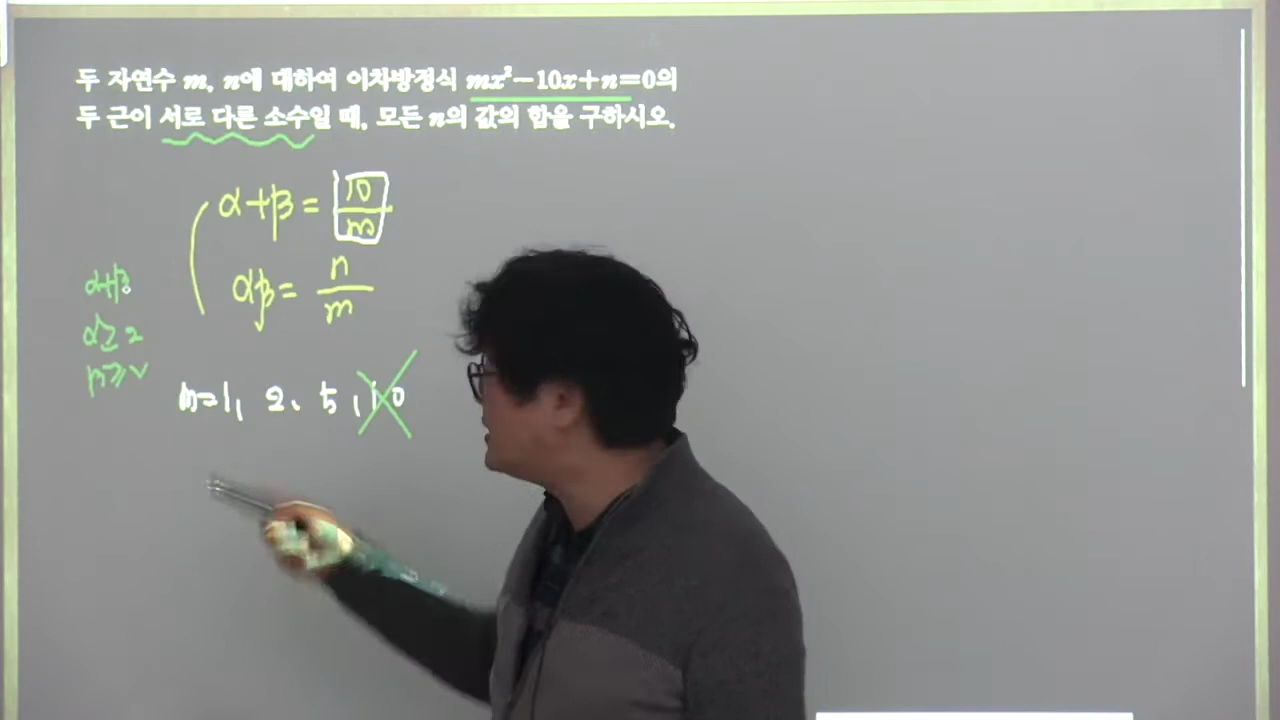 두 자연수 m, n에 대하여 이차방정식 mx²-10x+n=0의
두 근이 서로 다른 소수일 때, 모든 n의 값의 합을 구하시오.
α+β = 10/m
αβ = n/m
α+β
α≥2
β≥2
m=1, 2, 5, 10